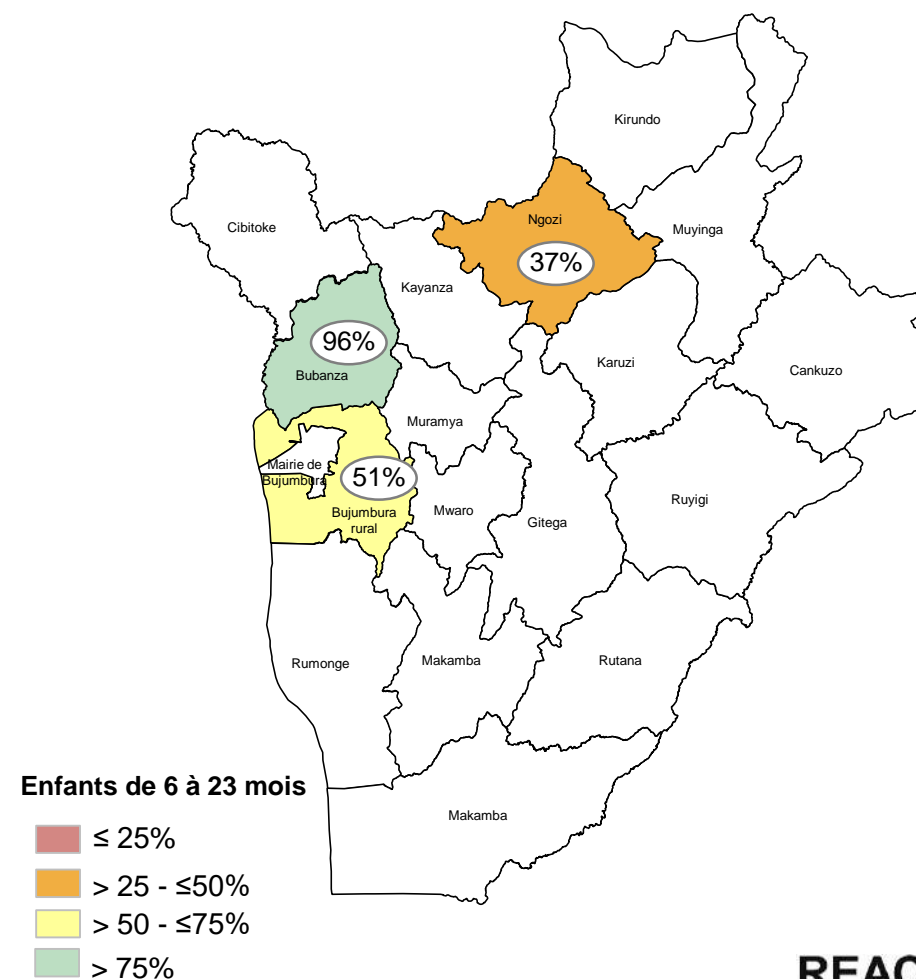 Kirundo
Ngozi
Cibitoke
Muyinga
37%
Kayanza
96%
Karuzi
Cankuzo
Bubanza
Muramya
Mairie de
Bujumbura
51%
Ruyigi
Bujumbura
rural
Mwaro
Gitega
Rumonge
Makamba
Rutana
Enfants de 6 à 23 mois
≤ 25%
> 25 - ≤50%
> 50 - ≤75%
> 75%
Makamba
REAC